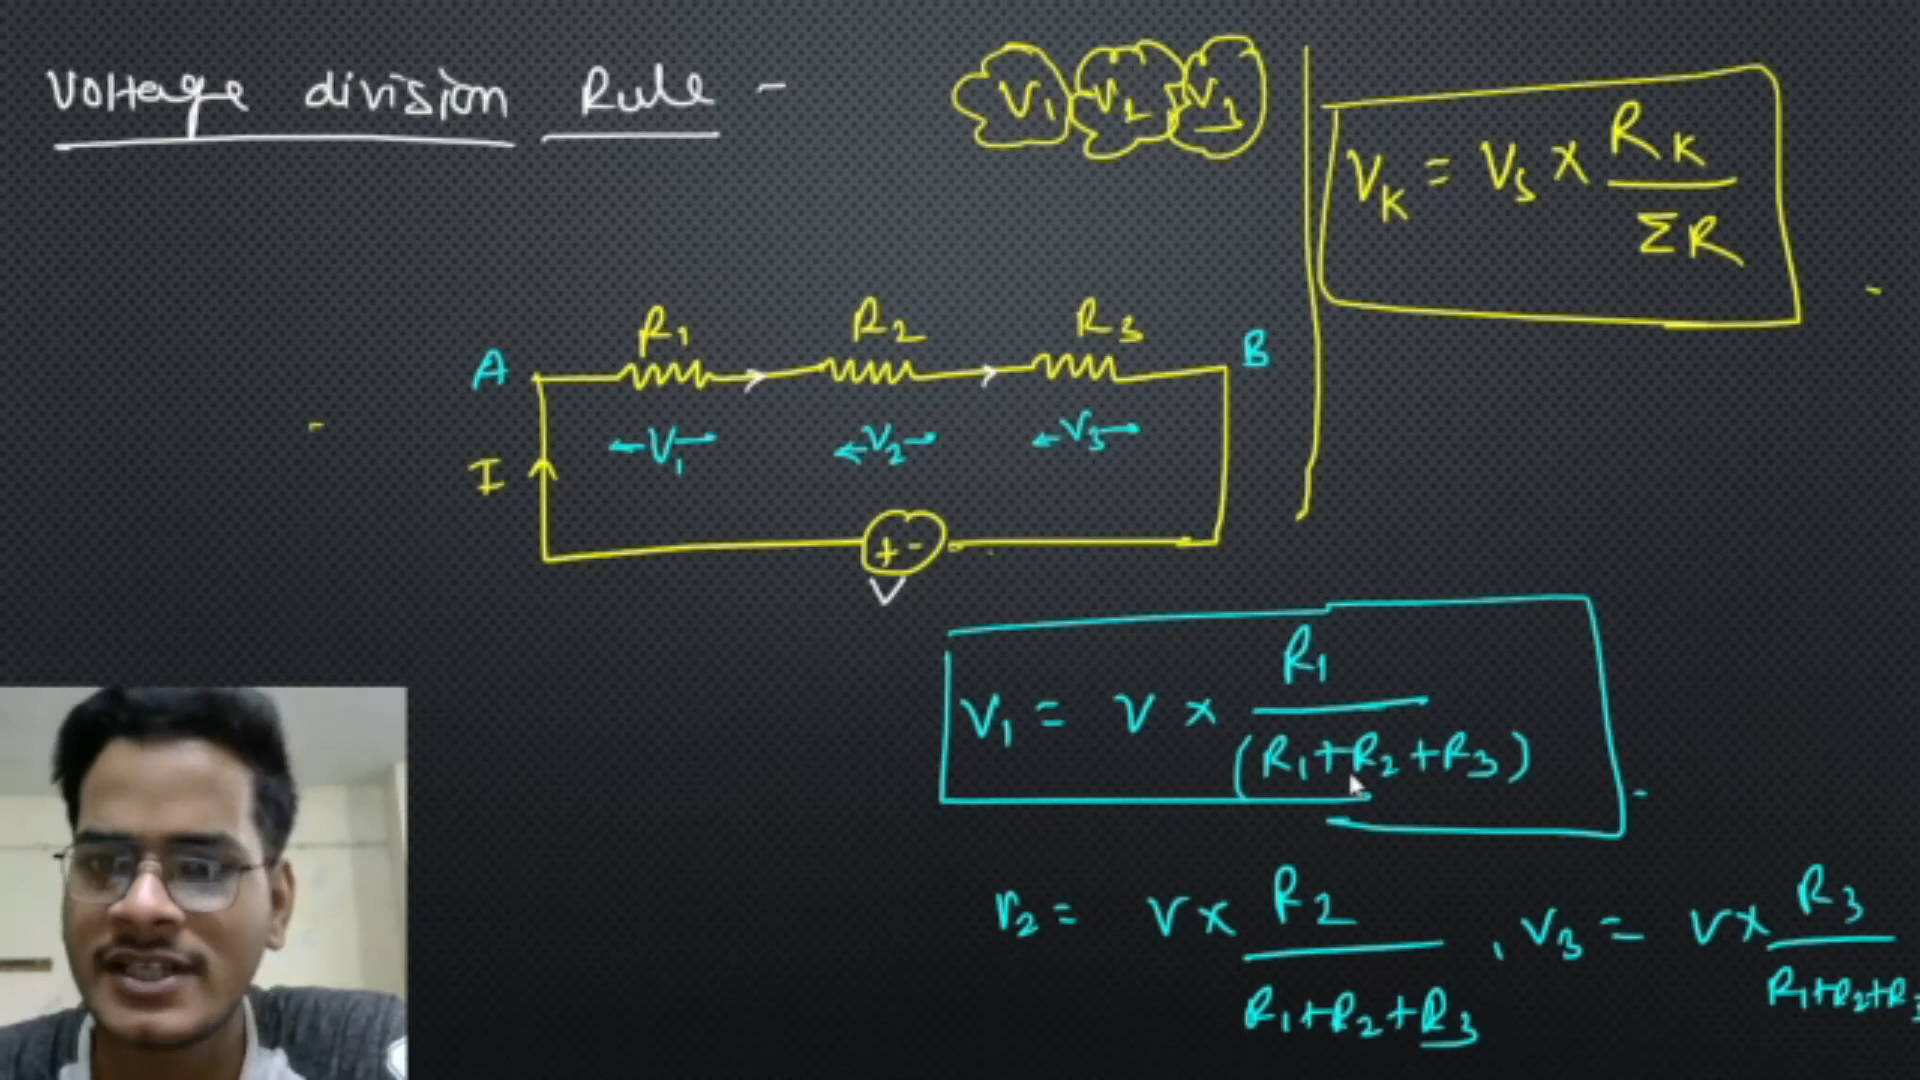 Voltage division Rule -
V1 V2 V3
VK = VS × RK / ΣR
R1 R2 R3
A B
V1 V2 V3
I
+ -
V
V1 = V × R1 / (R1+R2+R3)
V2 = V × R2 / R1+R2+R3 , V3 = V × R3 / R1+R2+R3